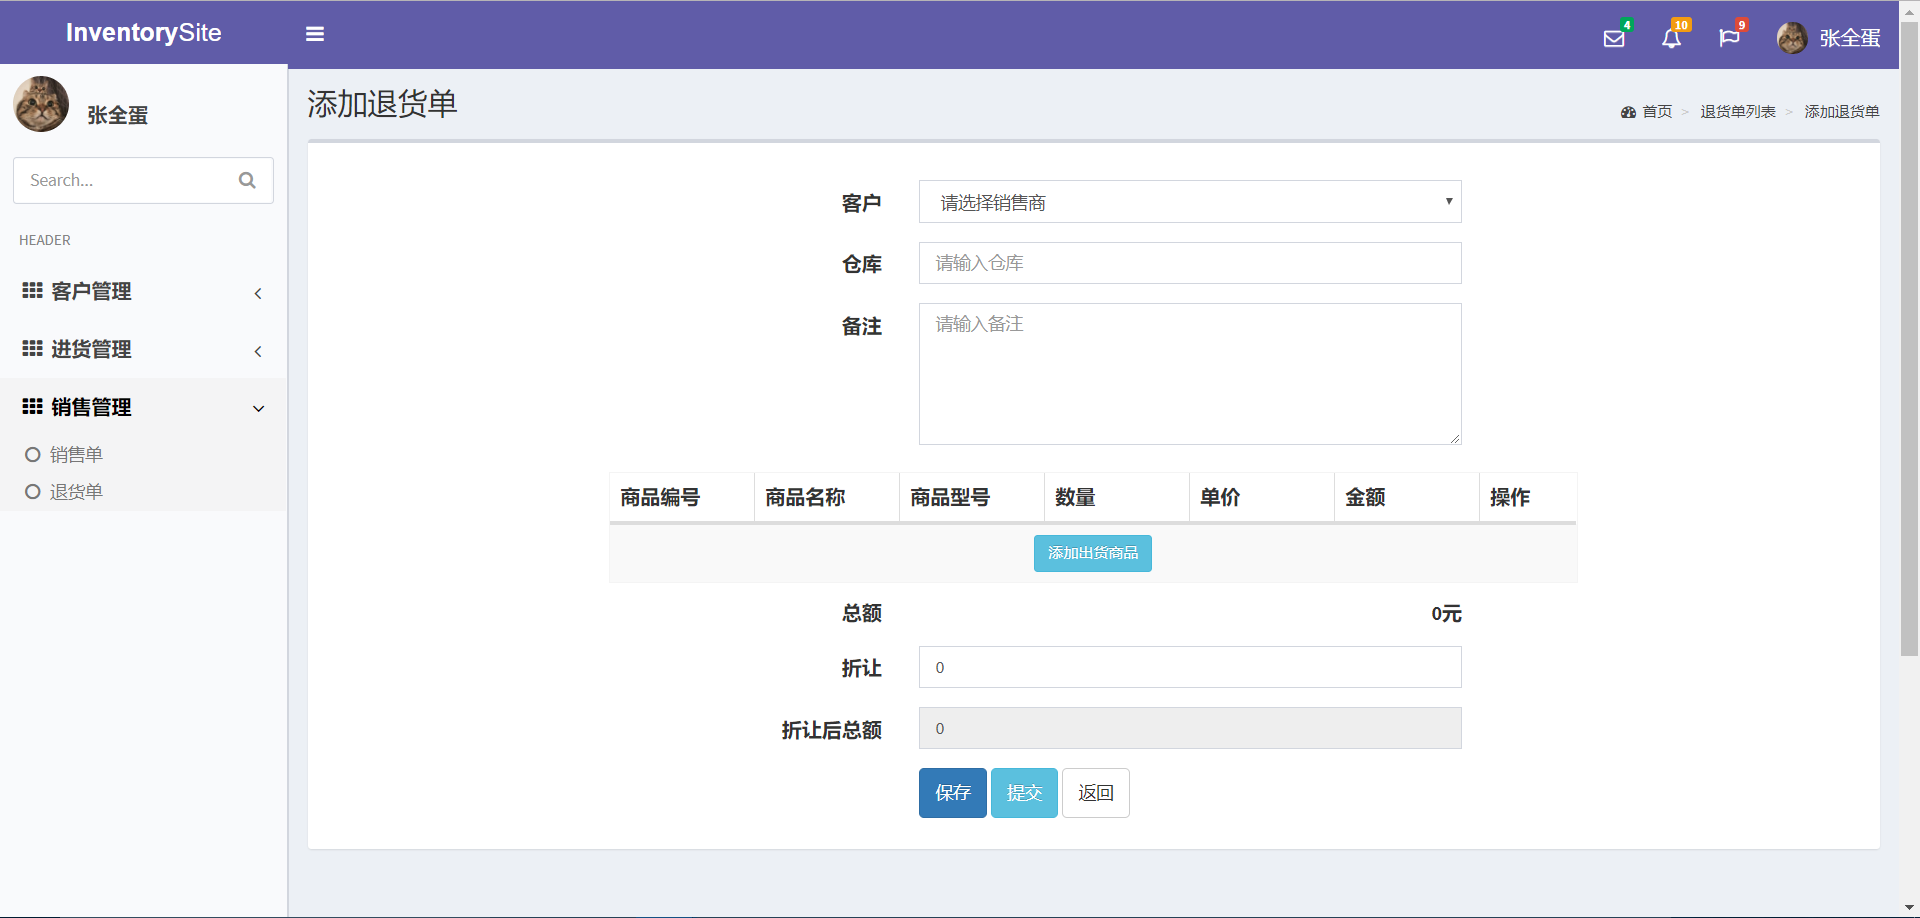 InventorySite
4
10
9
张全蛋
张全蛋
Search...
HEADER
客户管理
进货管理
销售管理
销售单
退货单
添加退货单
首页 > 退货单列表 > 添加退货单
客户 请选择销售商
仓库 请输入仓库
备注 请输入备注
商品编号 商品名称 商品型号 数量 单价 金额 操作
添加出货商品
总额 0元
折让 0
折让后总额 0
保存 提交 返回